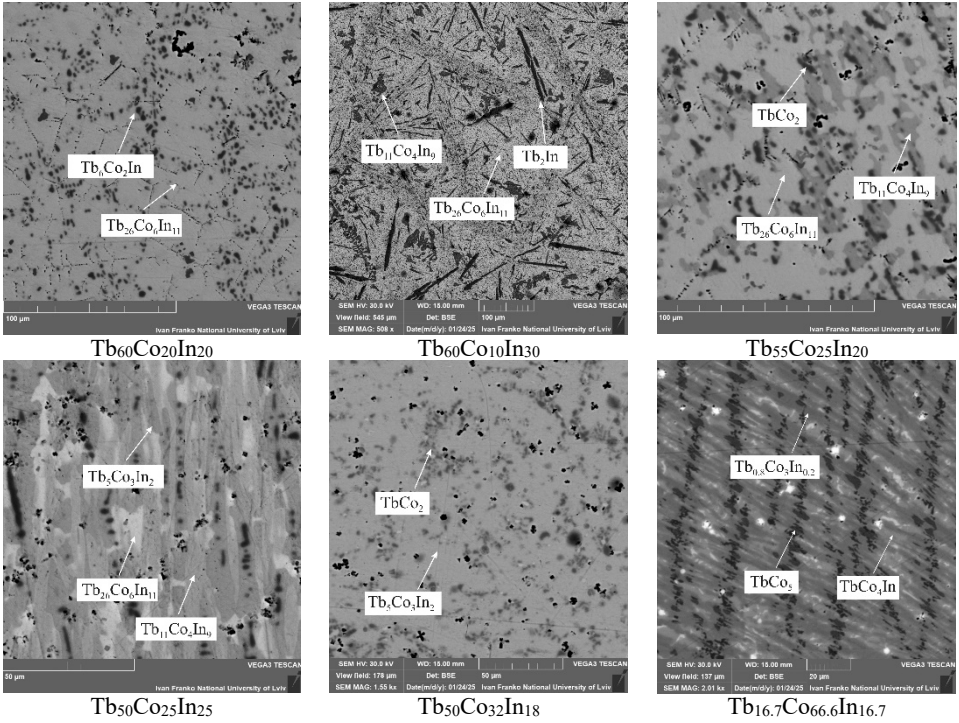 Tb₆Co₂In
Tb₂₆Co₆In₁₁
100 µm
VEGA3 TESCAN
Ivan Franko National University of Lviv
Tb₆₀Co₂₀In₂₀
Tb₁₁Co₄In₉
Tb₂In
Tb₂₆Co₆In₁₁
SEM HV: 30.0 kV WD: 15.00 mm VEGA3 TESCAN
View field: 545 µm Det: BSE 100 µm
SEM MAG: 508 x Date(m/d/y): 01/24/25 Ivan Franko National University of Lviv
Tb₆₀Co₁₀In₃₀
TbCo₂
Tb₁₁Co₄In₉
Tb₂₆Co₆In₁₁
VEGA3 TESCAN
100 µm
Ivan Franko National University of Lviv
Tb₅₅Co₂₅In₂₀
Tb₅Co₃In₂
Tb₂₆Co₆In₁₁
Tb₁₁Co₄In₉
VEGA3 TESCAN
50 µm
Ivan Franko National University of Lviv
Tb₅₀Co₂₅In₂₅
TbCo₂
Tb₅Co₃In₂
SEM HV: 30.0 kV WD: 15.00 mm VEGA3 TESCAN
View field: 178 µm Det: BSE 50 µm
SEM MAG: 1.55 kx Date(m/d/y): 01/24/25 Ivan Franko National University of Lviv
Tb₅₀Co₃₂In₁₈
Tb₀.₈Co₃In₀.₂
TbCo₅
TbCo₄In
SEM HV: 30.0 kV WD: 15.00 mm VEGA3 TESCAN
View field: 137 µm Det: BSE 20 µm
SEM MAG: 2.01 kx Date(m/d/y): 01/24/25 Ivan Franko National University of Lviv
Tb₁₆.₇Co₆₆.₆In₁₆.₇